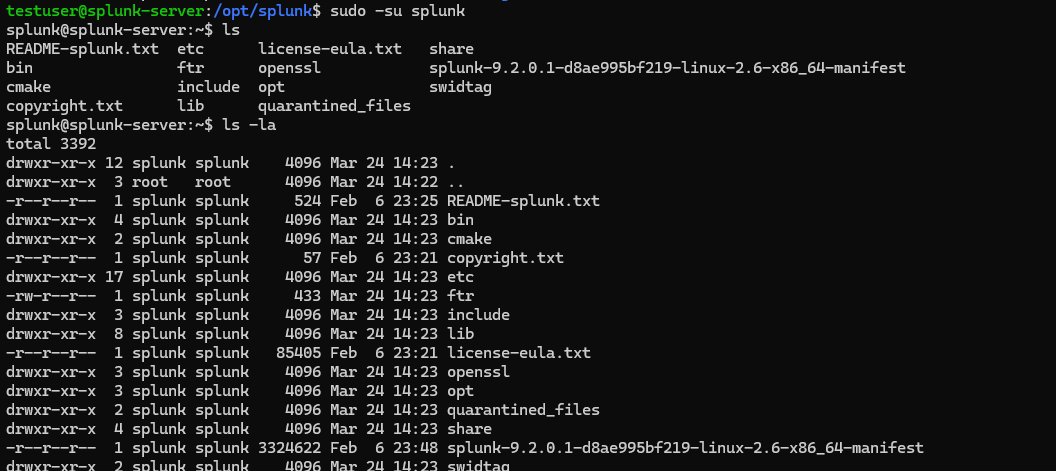 testuser@splunk-server:/opt/splunk$ sudo -su splunk
splunk@splunk-server:~$ ls
README-splunk.txt  etc      license-eula.txt   share
bin                ftr      openssl            splunk-9.2.0.1-d8ae995bf219-linux-2.6-x86_64-manifest
cmake              include  opt                swidtag
copyright.txt      lib      quarantined_files
splunk@splunk-server:~$ ls -la
total 3392
drwxr-xr-x 12 splunk splunk    4096 Mar 24 14:23 .
drwxr-xr-x  3 root   root      4096 Mar 24 14:22 ..
-r--r--r--  1 splunk splunk     524 Feb  6 23:25 README-splunk.txt
drwxr-xr-x  4 splunk splunk    4096 Mar 24 14:23 bin
drwxr-xr-x  2 splunk splunk    4096 Mar 24 14:23 cmake
-r--r--r--  1 splunk splunk      57 Feb  6 23:21 copyright.txt
drwxr-xr-x 17 splunk splunk    4096 Mar 24 14:23 etc
-rw-r--r--  1 splunk splunk     433 Mar 24 14:23 ftr
drwxr-xr-x  3 splunk splunk    4096 Mar 24 14:23 include
drwxr-xr-x  8 splunk splunk    4096 Mar 24 14:23 lib
-r--r--r--  1 splunk splunk   85405 Feb  6 23:21 license-eula.txt
drwxr-xr-x  3 splunk splunk    4096 Mar 24 14:23 openssl
drwxr-xr-x  3 splunk splunk    4096 Mar 24 14:23 opt
drwxr-xr-x  2 splunk splunk    4096 Mar 24 14:23 quarantined_files
drwxr-xr-x  4 splunk splunk    4096 Mar 24 14:23 share
-r--r--r--  1 splunk splunk 3324622 Feb  6 23:48 splunk-9.2.0.1-d8ae995bf219-linux-2.6-x86_64-manifest
drwxr-xr-x  2 splunk splunk    4096 Mar 24 14:23 swidtag